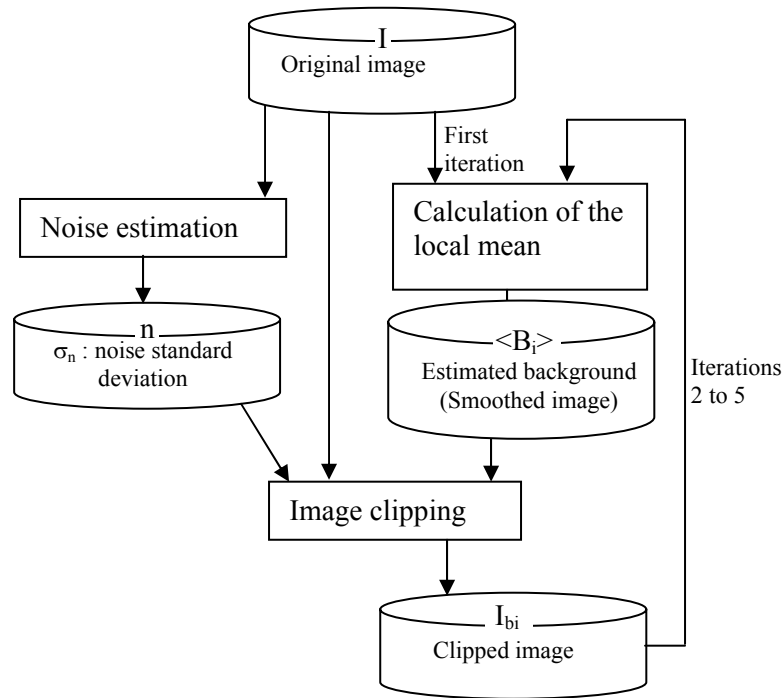 I
Original image
First
iteration
Noise estimation
Calculation of the
local mean
n
σn : noise standard
deviation
<Bi>
Estimated background
(Smoothed image)
Iterations
2 to 5
Image clipping
Ibi
Clipped image